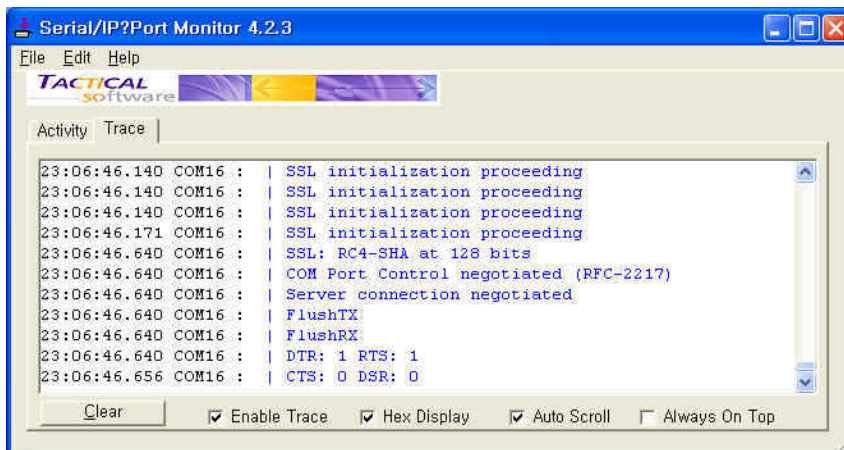 Serial/IP?Port Monitor 4.2.3
File Edit Help
TACTICAL
software
Activity Trace
23:06:46.140 COM16 : | SSL initialization proceeding
23:06:46.140 COM16 : | SSL initialization proceeding
23:06:46.140 COM16 : | SSL initialization proceeding
23:06:46.171 COM16 : | SSL initialization proceeding
23:06:46.640 COM16 : | SSL: RC4-SHA at 128 bits
23:06:46.640 COM16 : | COM Port Control negotiated (RFC-2217)
23:06:46.640 COM16 : | Server connection negotiated
23:06:46.640 COM16 : | FlushTX
23:06:46.640 COM16 : | FlushRX
23:06:46.640 COM16 : | DTR: 1 RTS: 1
23:06:46.656 COM16 : | CTS: 0 DSR: 0
Clear Enable Trace Hex Display Auto Scroll Always On Top